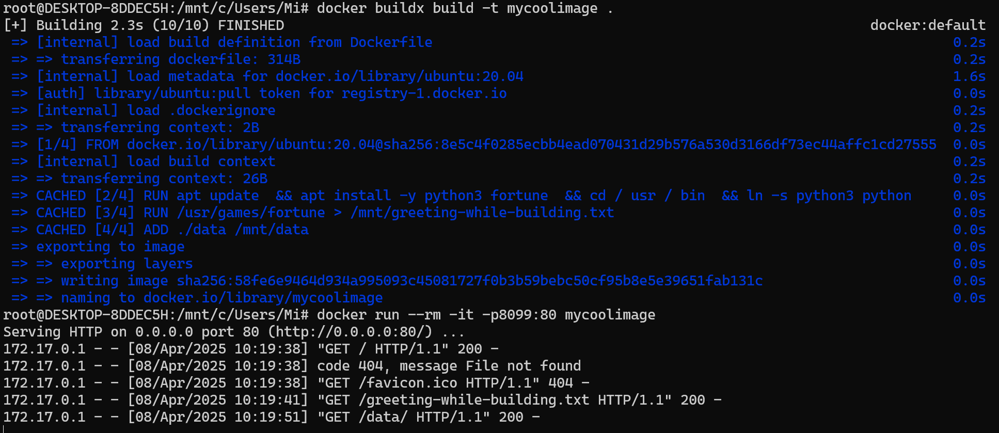 root@DESKTOP-8DDEC5H:/mnt/c/Users/Mi# docker buildx build -t mycoolimage .
[+] Building 2.3s (10/10) FINISHED docker:default
=> [internal] load build definition from Dockerfile 0.2s
=> => transferring dockerfile: 314B 0.2s
=> [internal] load metadata for docker.io/library/ubuntu:20.04 1.6s
=> [auth] library/ubuntu:pull token for registry-1.docker.io 0.0s
=> [internal] load .dockerignore 0.2s
=> => transferring context: 2B 0.2s
=> [1/4] FROM docker.io/library/ubuntu:20.04@sha256:8e5c4f0285ecbb4ead070431d29b576a530d3166df73ec44affc1cd27555 0.0s
=> [internal] load build context 0.2s
=> => transferring context: 26B 0.2s
=> CACHED [2/4] RUN apt update  && apt install -y python3 fortune  && cd / usr / bin  && ln -s python3 python 0.0s
=> CACHED [3/4] RUN /usr/games/fortune > /mnt/greeting-while-building.txt 0.0s
=> CACHED [4/4] ADD ./data /mnt/data 0.0s
=> exporting to image 0.0s
=> => exporting layers 0.0s
=> => writing image sha256:58fe6e9464d934a995093c45081727f0b3b59bebc50cf95b8e5e39651fab131c 0.0s
=> => naming to docker.io/library/mycoolimage 0.0s
root@DESKTOP-8DDEC5H:/mnt/c/Users/Mi# docker run --rm -it -p8099:80 mycoolimage
Serving HTTP on 0.0.0.0 port 80 (http://0.0.0.0:80/) ...
172.17.0.1 - - [08/Apr/2025 10:19:38] "GET / HTTP/1.1" 200 -
172.17.0.1 - - [08/Apr/2025 10:19:38] code 404, message File not found
172.17.0.1 - - [08/Apr/2025 10:19:38] "GET /favicon.ico HTTP/1.1" 404 -
172.17.0.1 - - [08/Apr/2025 10:19:41] "GET /greeting-while-building.txt HTTP/1.1" 200 -
172.17.0.1 - - [08/Apr/2025 10:19:51] "GET /data/ HTTP/1.1" 200 -